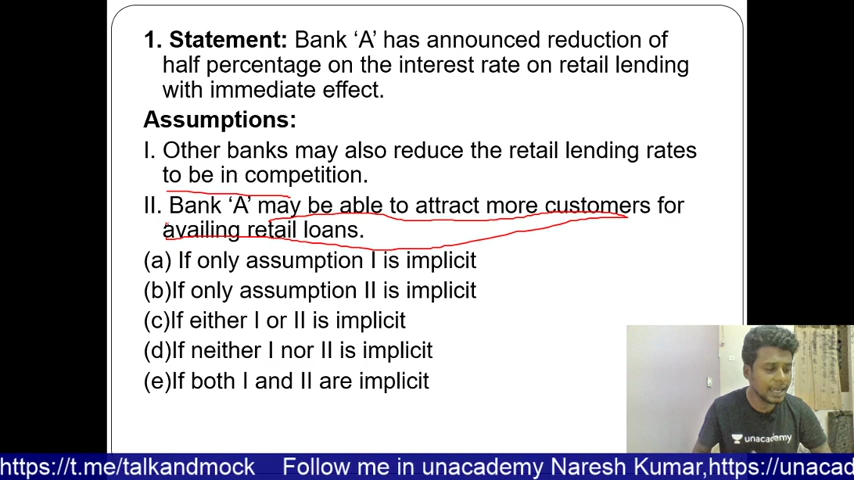 1. Statement: Bank ‘A’ has announced reduction of
half percentage on the interest rate on retail lending
with immediate effect.
Assumptions:
I. Other banks may also reduce the retail lending rates
to be in competition.
II. Bank ‘A’ may be able to attract more customers for
availing retail loans.
(a) If only assumption I is implicit
(b)If only assumption II is implicit
(c)If either I or II is implicit
(d)If neither I nor II is implicit
(e)If both I and II are implicit
unacademy
https://t.me/talkandmock Follow me in unacademy Naresh Kumar,https://unacad